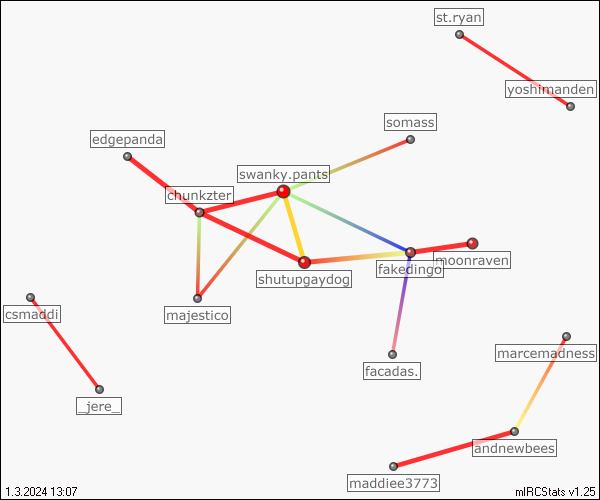 st.ryan
yoshimanden
somass
edgepanda
swanky.pants
chunkzter
moonraven
fakedingo
shutupgaydog
csmaddi
majestico
marcemadness
facadas.
_jere_
andnewbees
maddiee3773
1.3.2024 13:07
mIRCStats v1.25